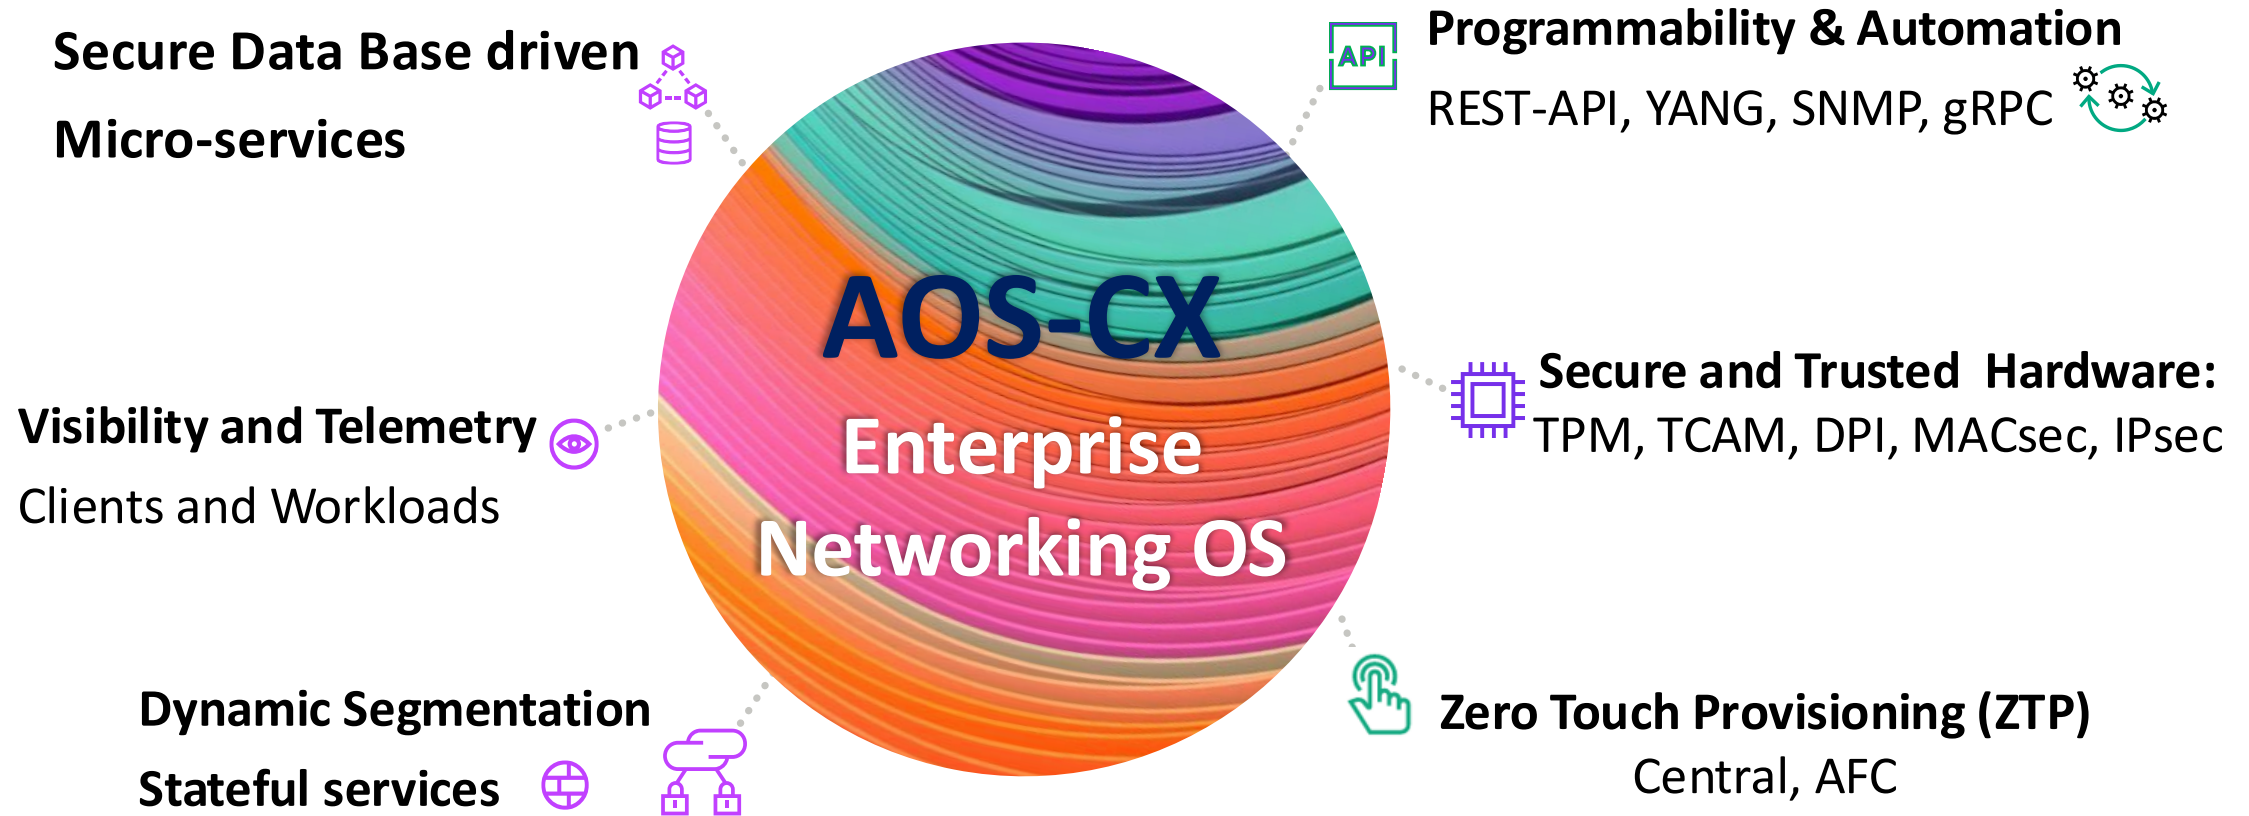 Secure Data Base driven
Micro-services
API
Programmability & Automation
REST-API, YANG, SNMP, gRPC
AOS-CX
Enterprise
Networking OS
Visibility and Telemetry
Clients and Workloads
Secure and Trusted  Hardware:
TPM, TCAM, DPI, MACsec, IPsec
Dynamic Segmentation
Stateful services
Zero Touch Provisioning (ZTP)
Central, AFC